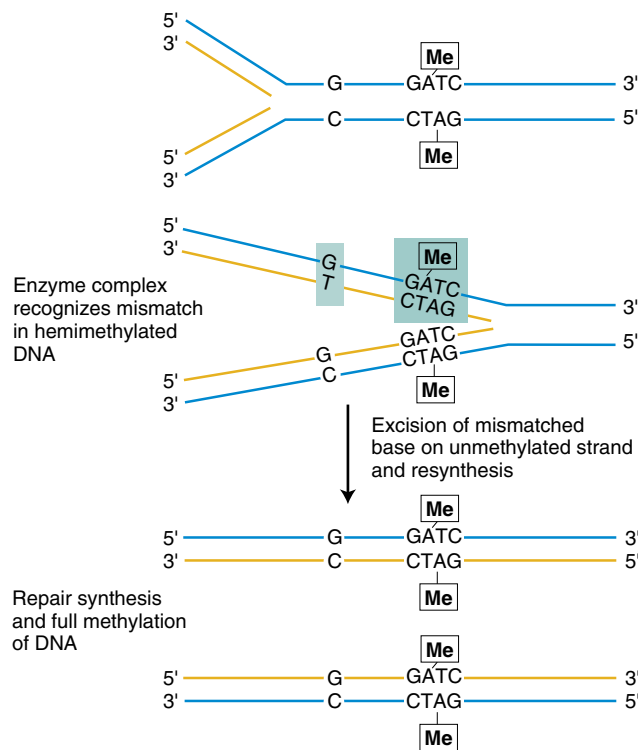 5'
3'
Me
G GATC 3'
C CTAG 5'
Me
5'
3'
5'
3'
Enzyme complex
recognizes mismatch
in hemimethylated
DNA
G
T
Me
GATC
CTAG
3'
5'
G GATC
C CTAG
Me
5'
3'
Excision of mismatched
base on unmethylated strand
and resynthesis
Me
5' G GATC 3'
3' C CTAG 5'
Me
Repair synthesis
and full methylation
of DNA
Me
5' G GATC 3'
3' C CTAG 5'
Me